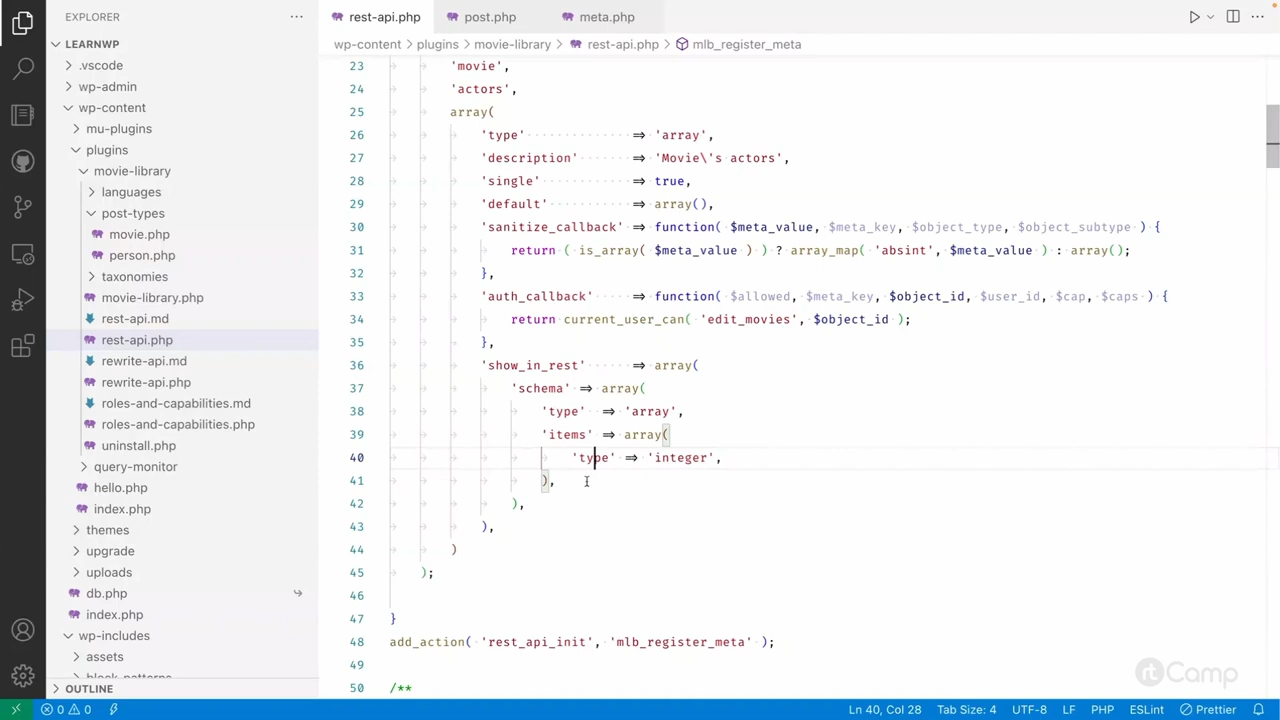 EXPLORER
rest-api.php
post.php
meta.php
LEARNWP
wp-content > plugins > movie-library > rest-api.php > mlb_register_meta
.vscode
wp-admin
wp-content
mu-plugins
plugins
movie-library
languages
post-types
movie.php
person.php
taxonomies
movie-library.php
rest-api.md
rest-api.php
rewrite-api.md
rewrite-api.php
roles-and-capabilities.md
roles-and-capabilities.php
uninstall.php
query-monitor
hello.php
index.php
themes
upgrade
uploads
db.php
index.php
wp-includes
assets
block_patterns
OUTLINE
23 'movie',
24 'actors',
25 array(
26 'type' => 'array',
27 'description' => 'Movie\'s actors',
28 'single' => true,
29 'default' => array(),
30 'sanitize_callback' => function( $meta_value, $meta_key, $object_type, $object_subtype ) {
31 return ( is_array( $meta_value ) ) ? array_map( 'absint', $meta_value ) : array();
32 },
33 'auth_callback' => function( $allowed, $meta_key, $object_id, $user_id, $cap, $caps ) {
34 return current_user_can( 'edit_movies', $object_id );
35 },
36 'show_in_rest' => array(
37 'schema' => array(
38 'type' => 'array',
39 'items' => array(
40 'type' => 'integer',
41 ),
42 ),
43 ),
44 )
45 );
46
47 }
48 add_action( 'rest_api_init', 'mlb_register_meta' );
49
50 /**
rtCamp
0 0 Ln 40, Col 28 Tab Size: 4 UTF-8 LF PHP ESLint Prettier